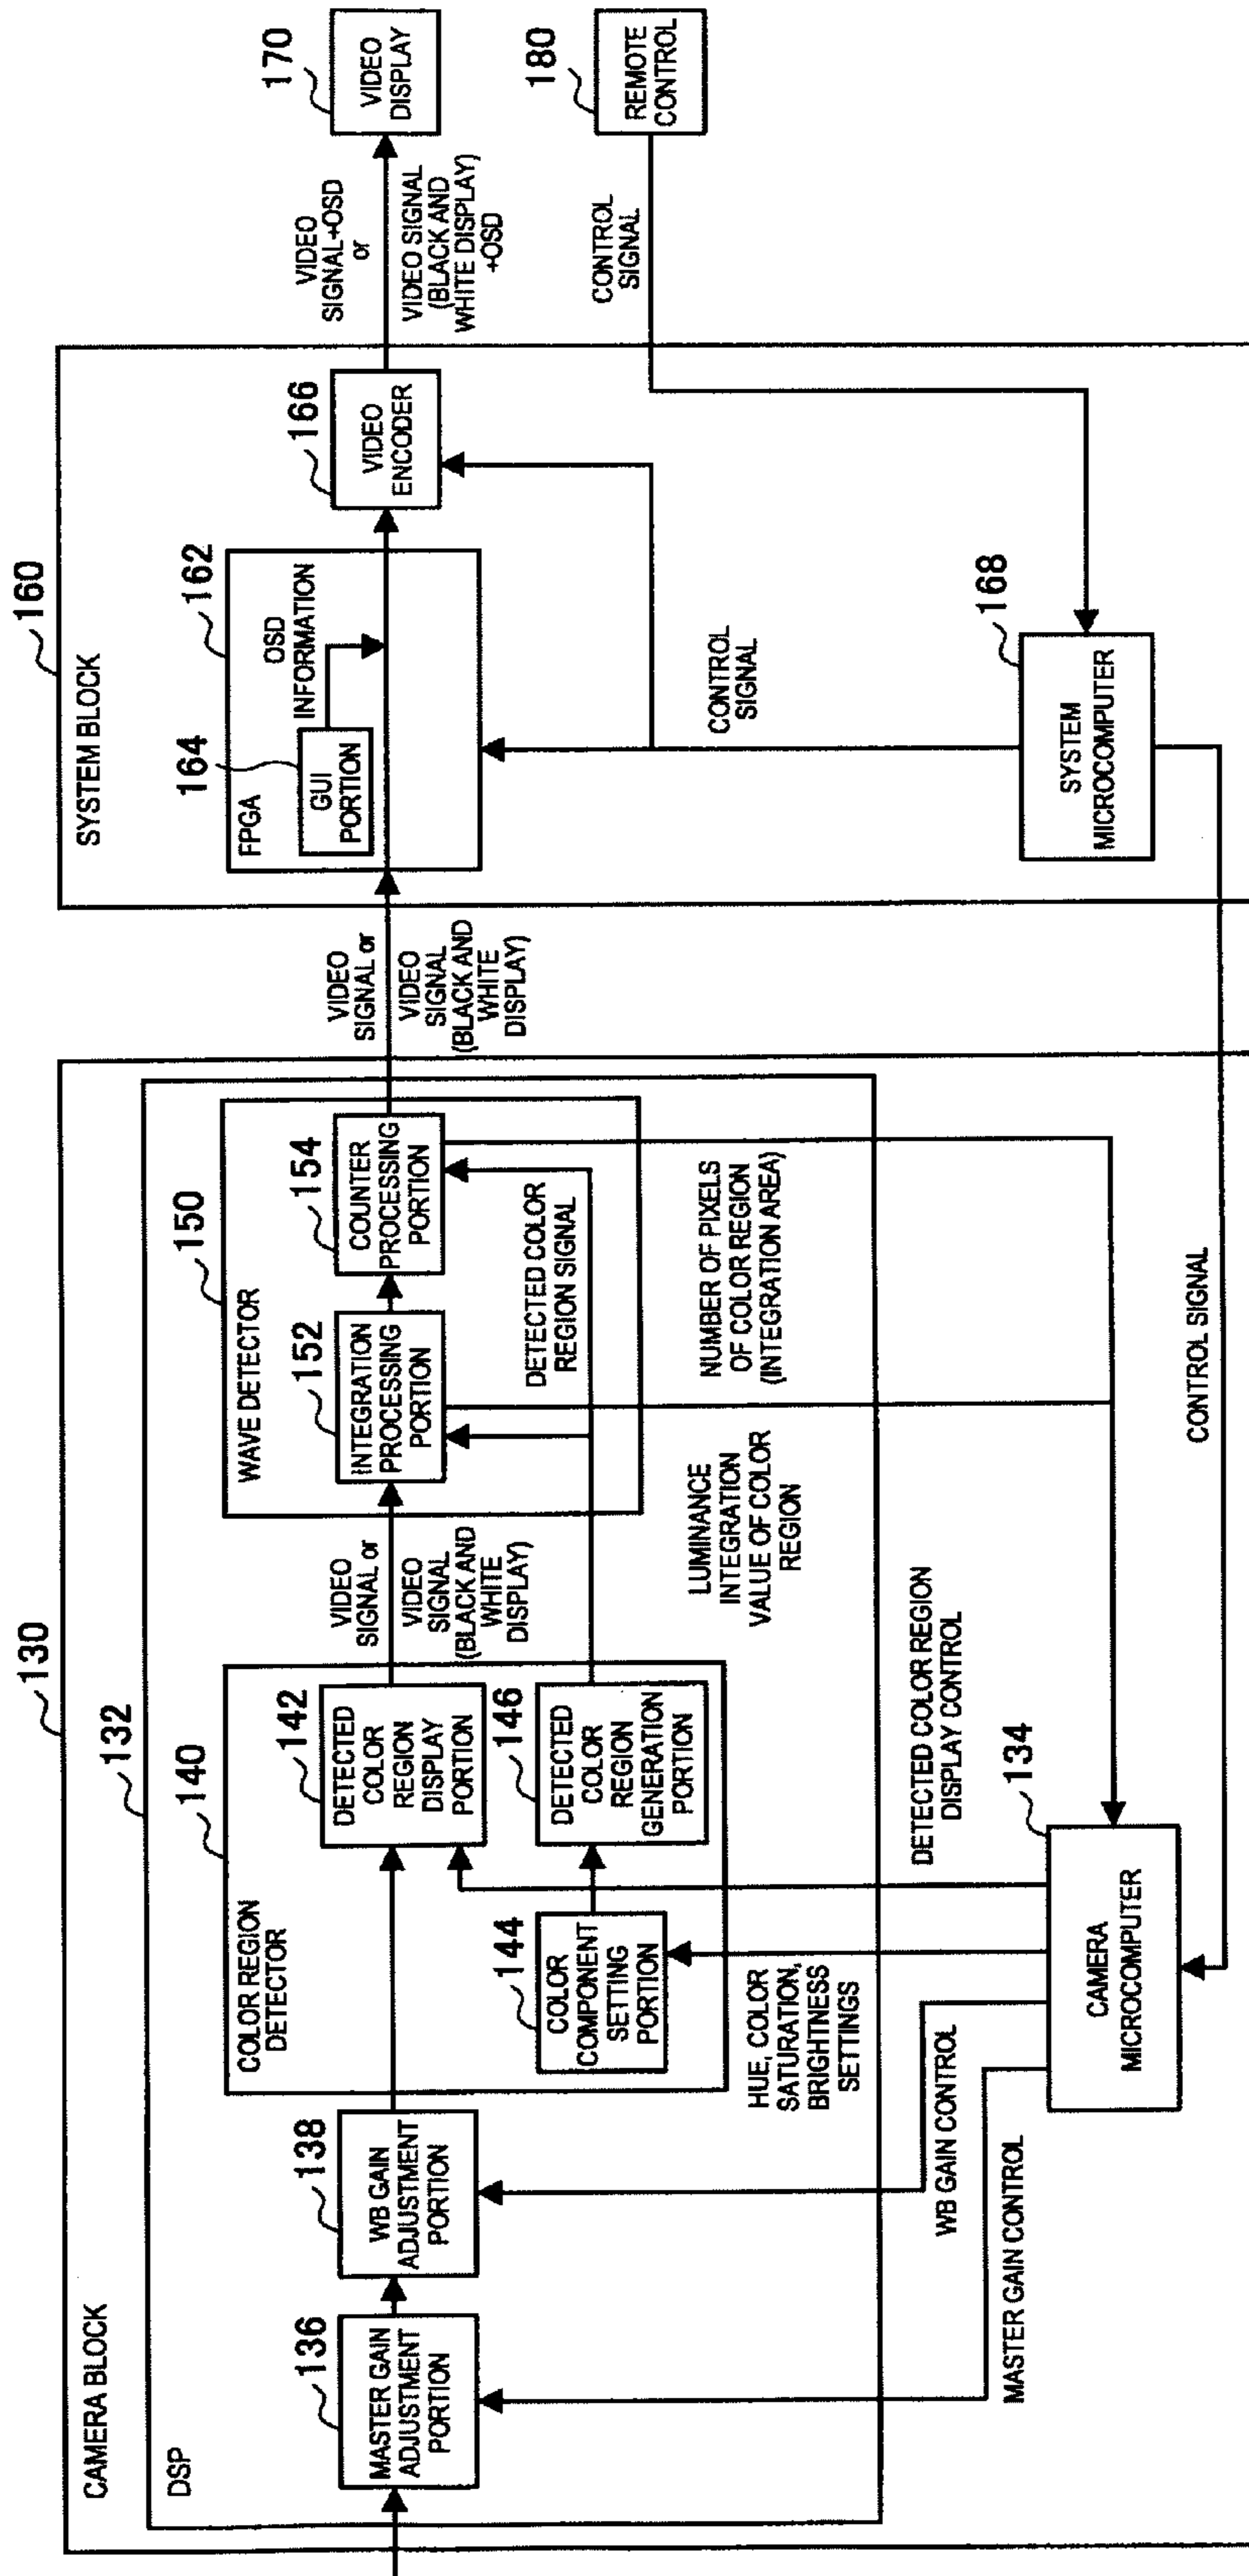 130
CAMERA BLOCK
132
DSP
136
MASTER GAIN
ADJUSTMENT
PORTION
138
WB GAIN
ADJUSTMENT
PORTION
140
COLOR REGION
DETECTOR
142
DETECTED
COLOR
REGION
DISPLAY
PORTION
144
COLOR
COMPONENT
SETTING
PORTION
146
DETECTED
COLOR
REGION
GENERATION
PORTION
HUE, COLOR
SATURATION,
BRIGHTNESS
SETTINGS
VIDEO
SIGNAL or
VIDEO
SIGNAL
(BLACK AND
WHITE
DISPLAY)
150
WAVE DETECTOR
152
INTEGRATION
PROCESSING
PORTION
154
COUNTER
PROCESSING
PORTION
DETECTED COLOR
REGION SIGNAL
LUMINANCE
INTEGRATION
VALUE OF COLOR
REGION
NUMBER OF PIXELS
OF COLOR REGION
(INTEGRATION AREA)
MASTER GAIN CONTROL
WB GAIN CONTROL
134
CAMERA
MICROCOMPUTER
DETECTED COLOR REGION
DISPLAY CONTROL
CONTROL SIGNAL
VIDEO
SIGNAL or
VIDEO
SIGNAL
(BLACK AND
WHITE
DISPLAY)
160
SYSTEM BLOCK
162
FPGA
164
GUI
PORTION
OSD
INFORMATION
166
VIDEO
ENCODER
CONTROL
SIGNAL
168
SYSTEM
MICROCOMPUTER
VIDEO
SIGNAL+OSD
or
VIDEO SIGNAL
(BLACK AND
WHITE DISPLAY)
+OSD
170
VIDEO
DISPLAY
CONTROL
SIGNAL
180
REMOTE
CONTROL